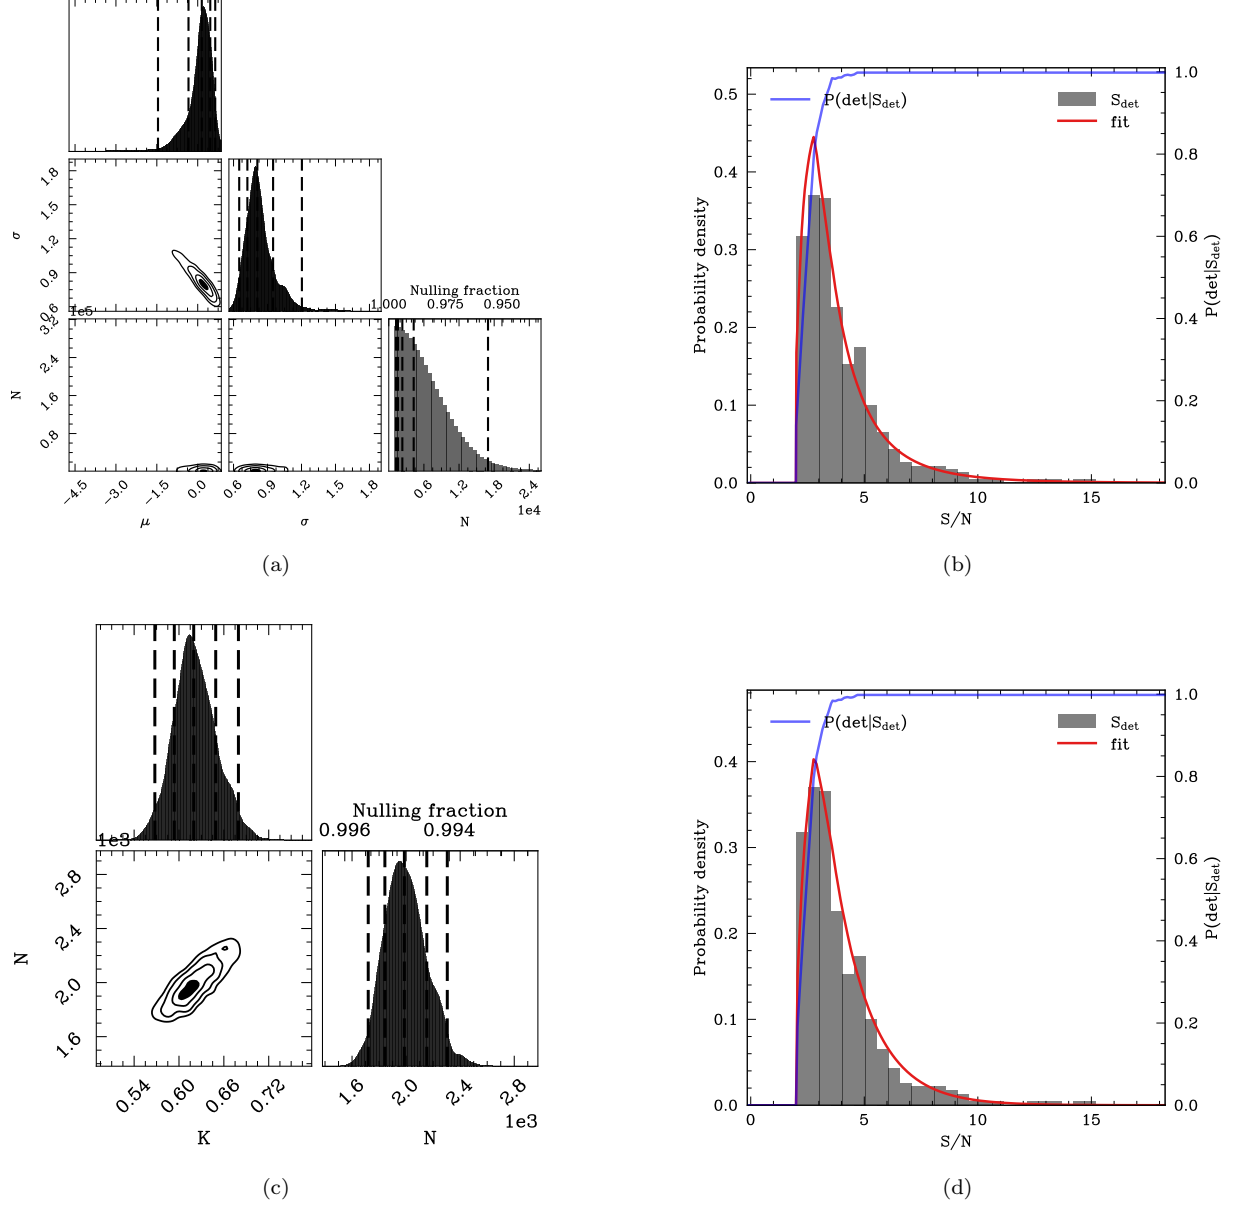 σ
1.8
1.5
1.2
0.9
0.6
1e5
Nulling fraction
1.000 0.975 0.950
N
3.2
2.4
1.6
0.8
−4.5 −3.0 −1.5 0.0
0.6 0.9 1.2 1.5 1.8
0.6 1.2 1.8 2.4
1e4
μ σ N
(a)
P(det|S_det)
S_det
fit
Probability density
0.5
0.4
0.3
0.2
0.1
0.0
0 5 10 15
S/N
1.0
0.8
0.6
0.4
0.2
0.0
P(det|S_det)
(b)
Nulling fraction
0.996 0.994
1e3
N
2.8
2.4
2.0
1.6
0.54 0.60 0.66 0.72
1.6 2.0 2.4 2.8
1e3
K N
(c)
P(det|S_det)
S_det
fit
Probability density
0.4
0.3
0.2
0.1
0.0
0 5 10 15
S/N
1.0
0.8
0.6
0.4
0.2
0.0
P(det|S_det)
(d)